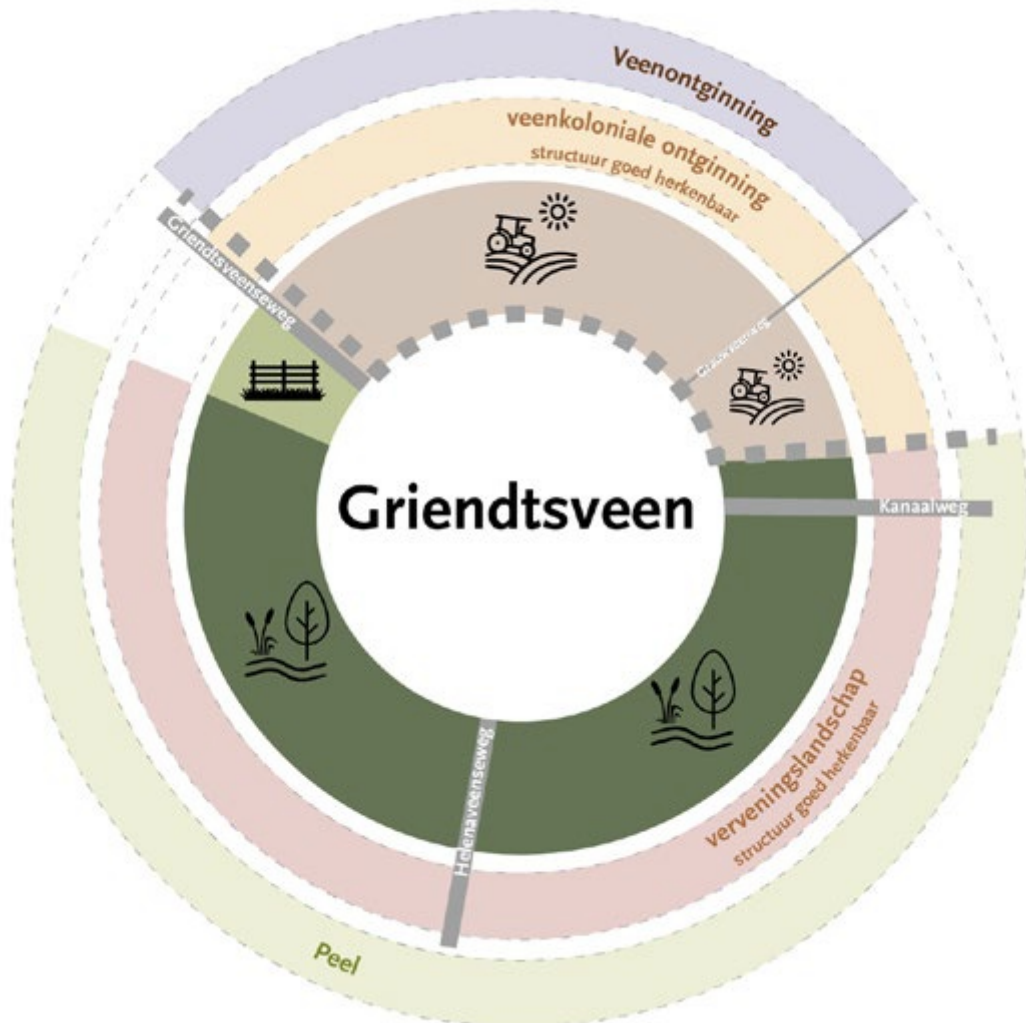 Veenontginning
veenkoloniale ontginning
structuur goed herkenbaar
Griendtsveenseweg
Griendtsveen
Kanaalweg
verveningslandschap
structuur goed herkenbaar
Helenaveenseweg
Peel